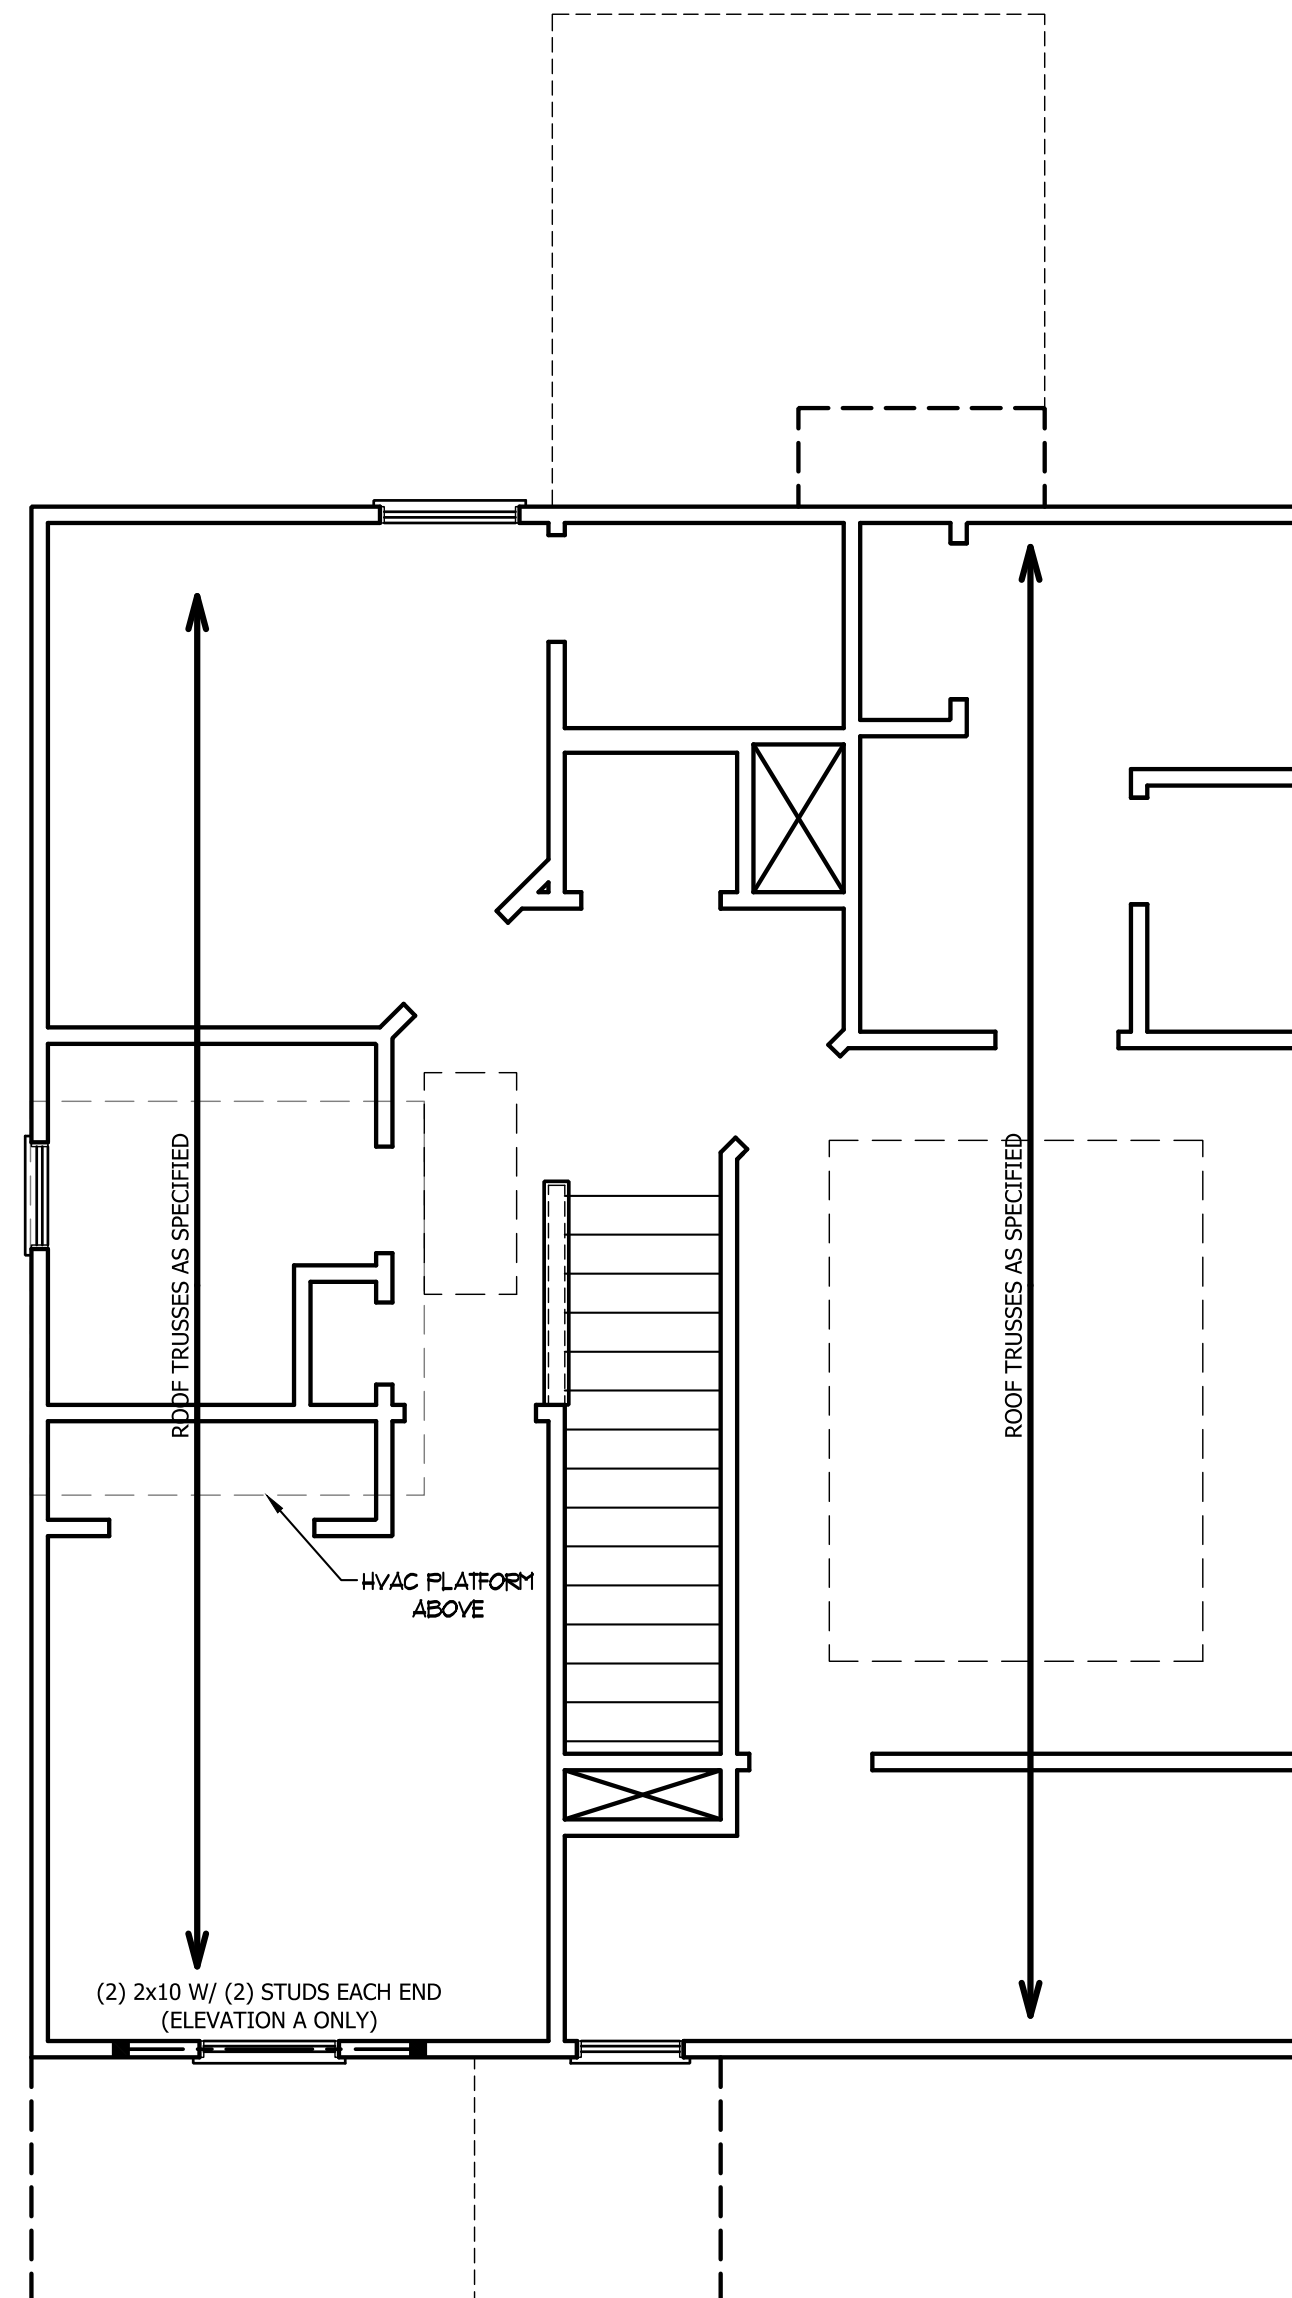 ROOF TRUSSES AS SPECIFIED
ROOF TRUSSES AS SPECIFIED
HVAC PLATFORM
ABOVE
(2) 2x10 W/ (2) STUDS EACH END
(ELEVATION A ONLY)